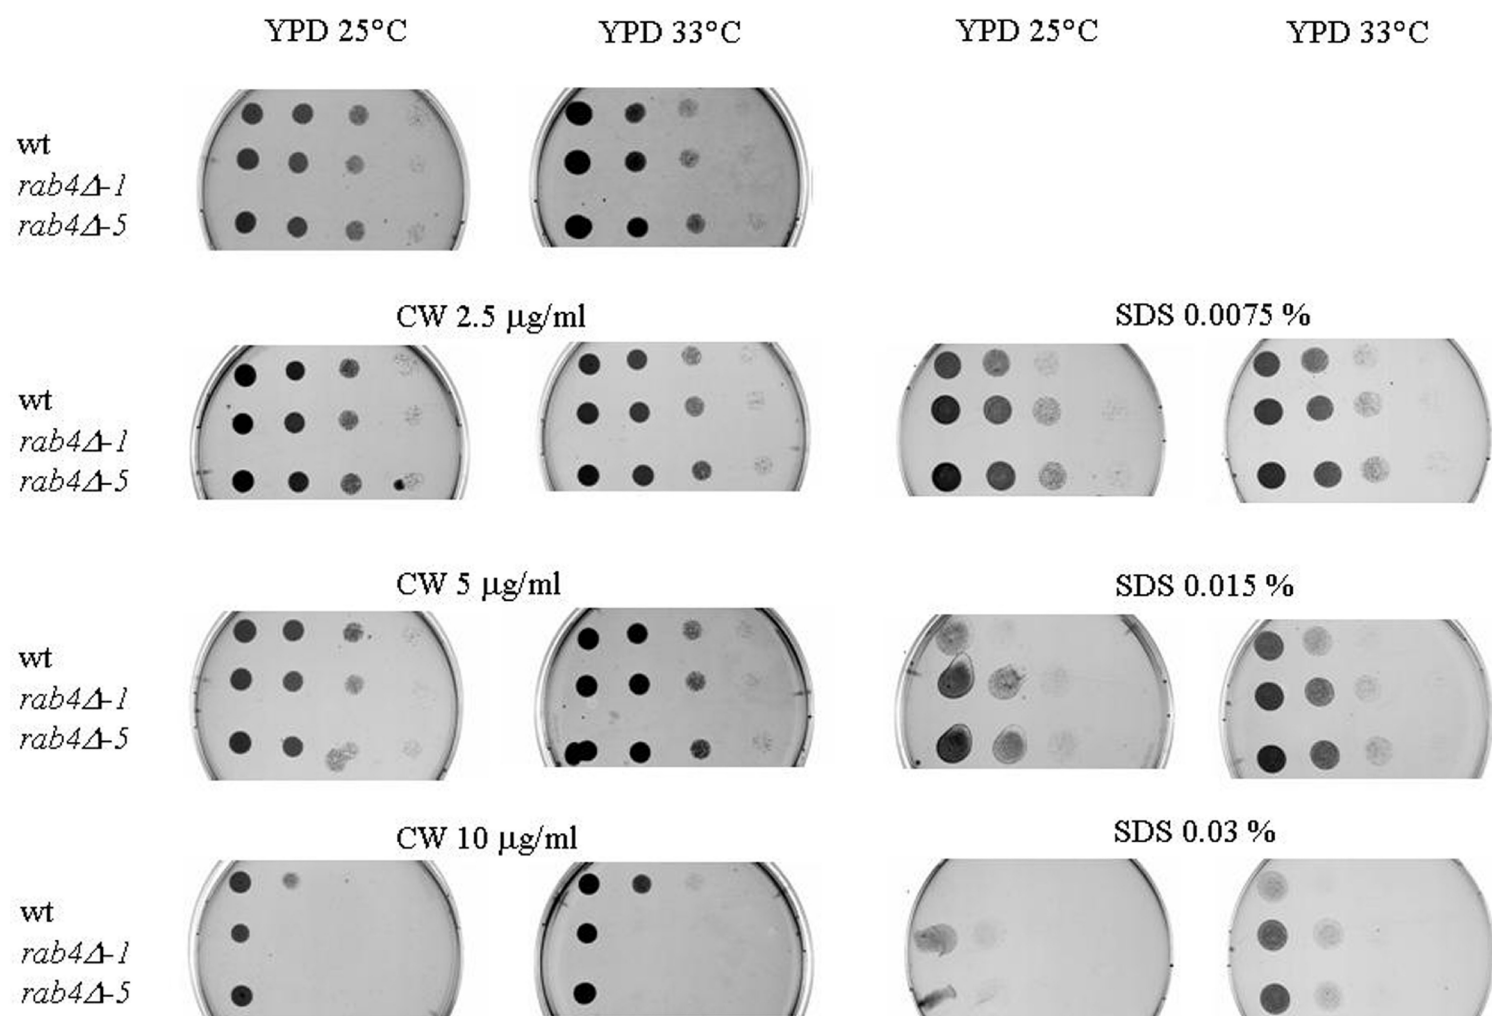 YPD 25°C YPD 33°C YPD 25°C YPD 33°C
wt
rab4Δ-1
rab4Δ-5
CW 2.5 μg/ml SDS 0.0075 %
wt
rab4Δ-1
rab4Δ-5
CW 5 μg/ml SDS 0.015 %
wt
rab4Δ-1
rab4Δ-5
CW 10 μg/ml SDS 0.03 %
wt
rab4Δ-1
rab4Δ-5